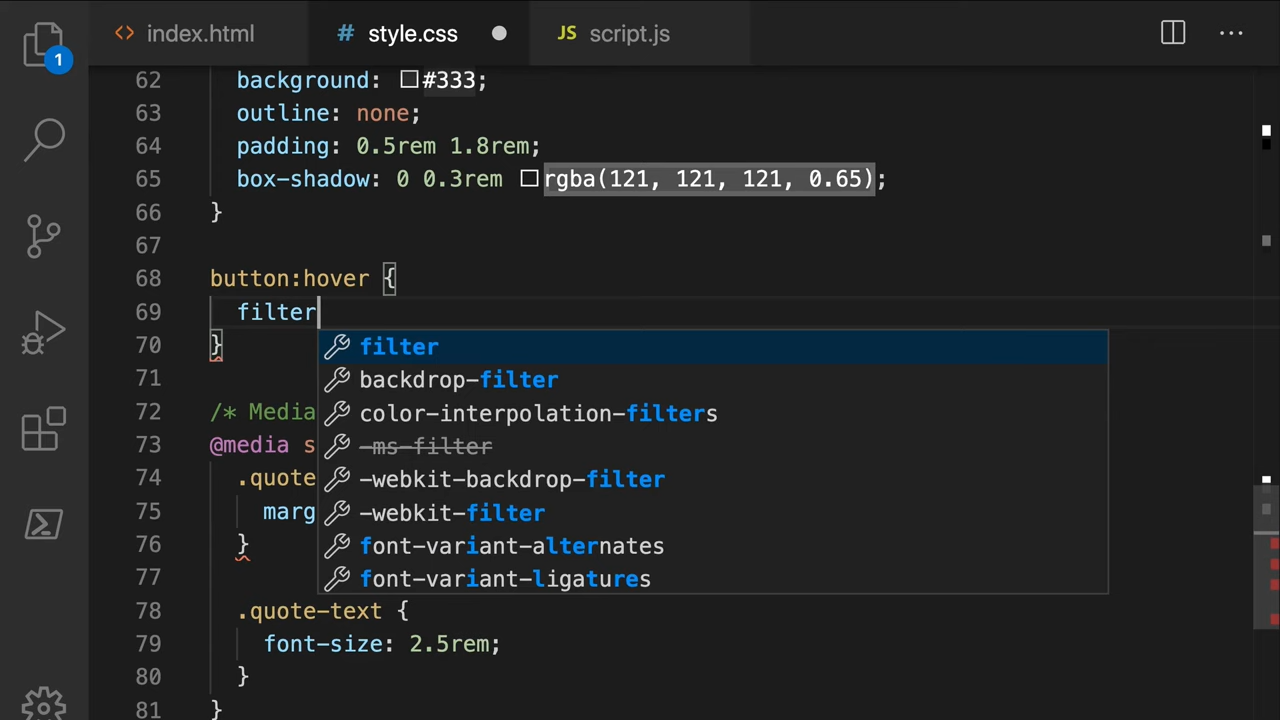 index.html
style.css
JS script.js
1
62 background: #333;
63 outline: none;
64 padding: 0.5rem 1.8rem;
65 box-shadow: 0 0.3rem rgba(121, 121, 121, 0.65);
66 }
67
68 button:hover {
69 filter
70 }
filter
backdrop-filter
color-interpolation-filters
-ms-filter
-webkit-backdrop-filter
-webkit-filter
font-variant-alternates
font-variant-ligatures
71
72 /* Media
73 @media s
74 .quote
75 marg
76 }
77
78 .quote-text {
79 font-size: 2.5rem;
80 }
81 }